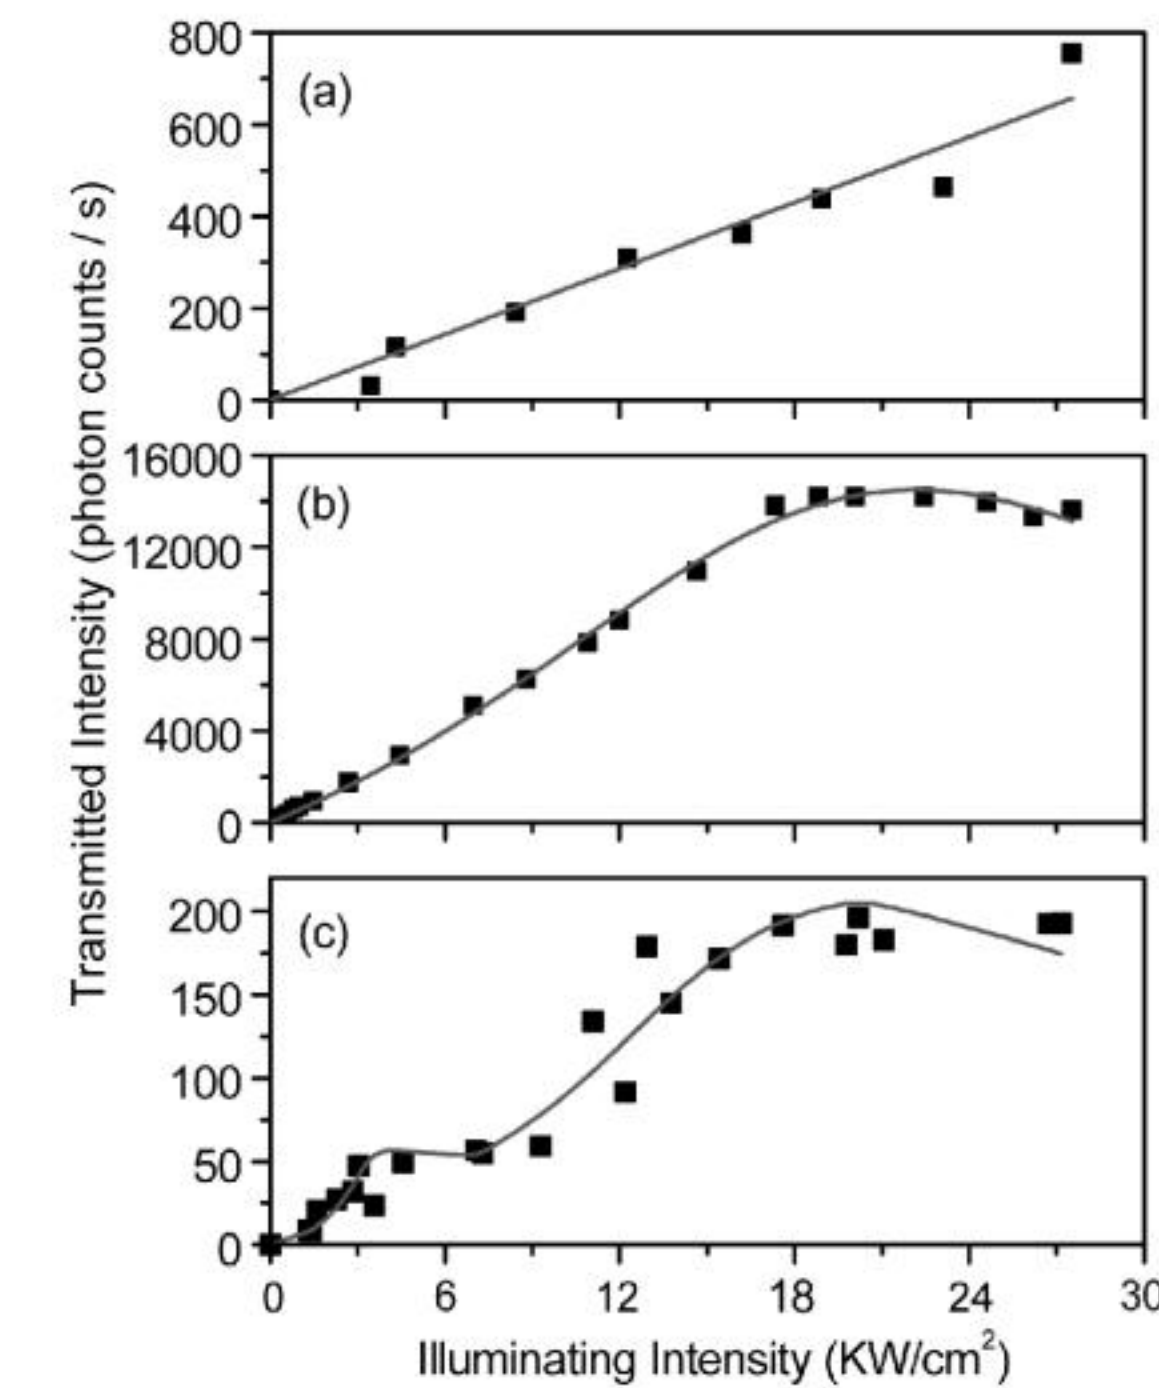 Transmitted Intensity (photon counts / s)
800
(a)
600
400
200
0
16000
(b)
12000
8000
4000
0
(c)
200
150
100
50
0
0 6 12 18 24 30
Illuminating Intensity (KW/cm²)